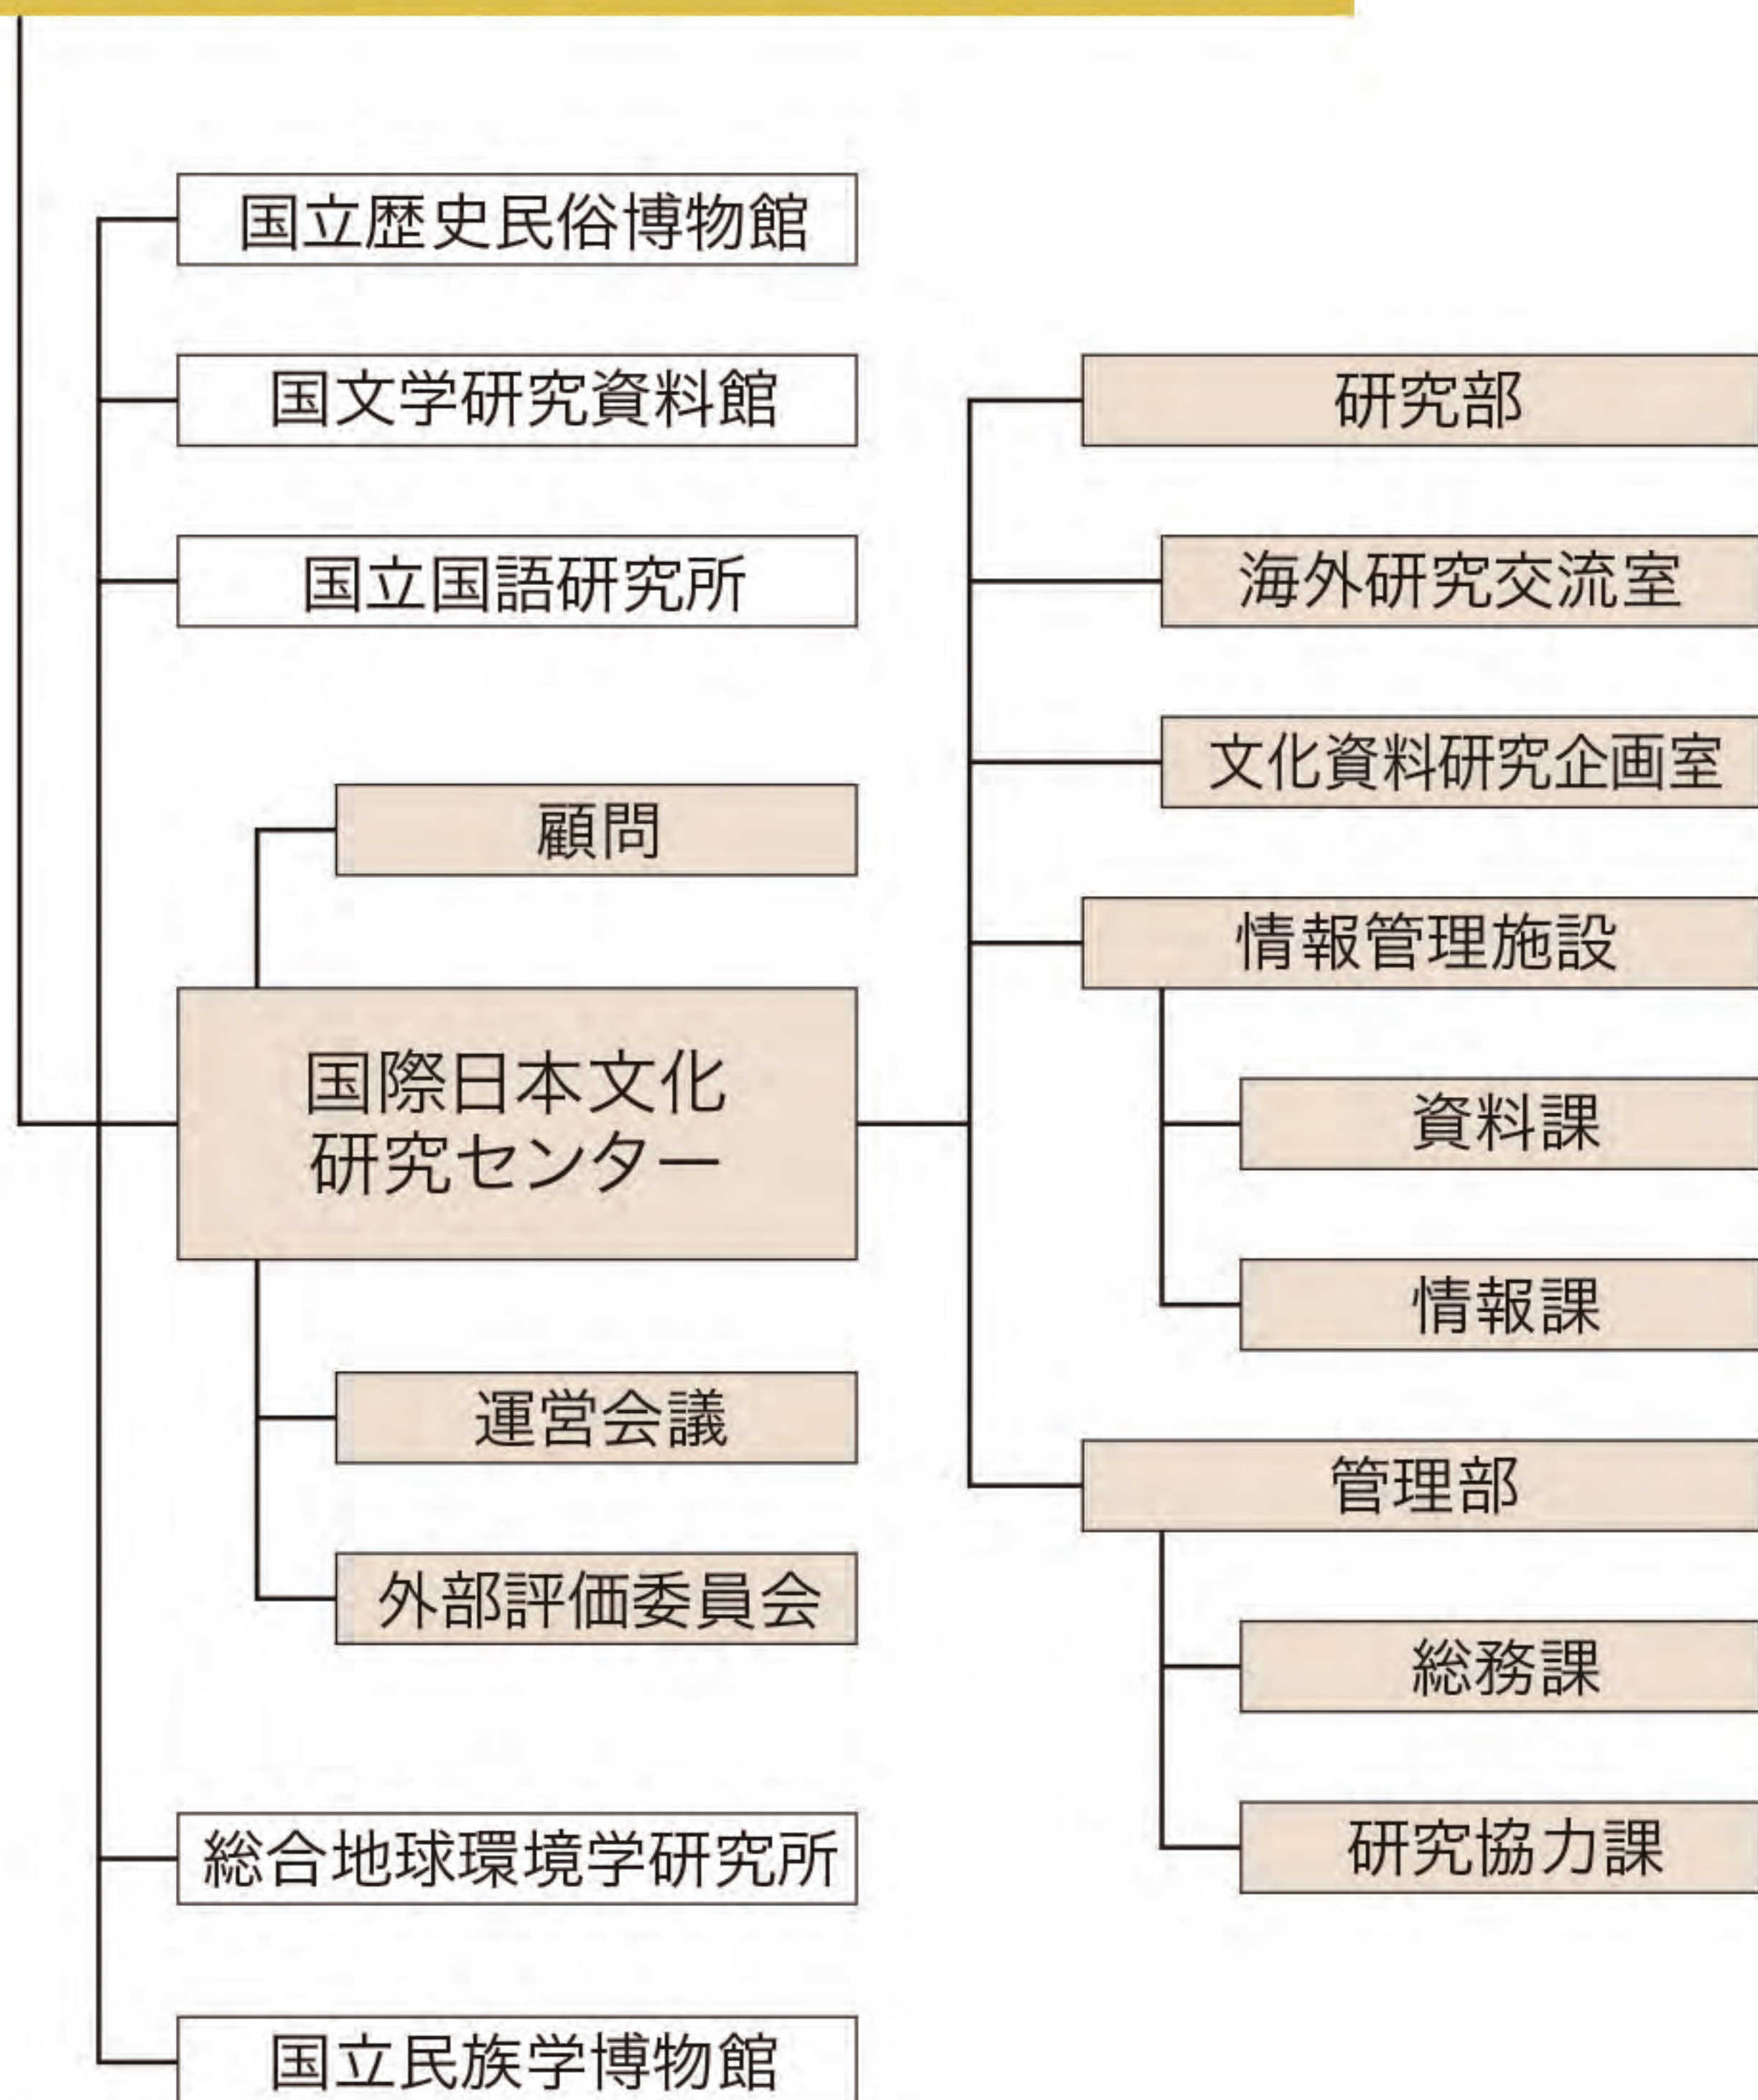 国立歴史民俗博物館
国文学研究資料館
国立国語研究所
顧問
国際日本文化
研究センター
運営会議
外部評価委員会
総合地球環境学研究所
国立民族学博物館
研究部
海外研究交流室
文化資料研究企画室
情報管理施設
資料課
情報課
管理部
総務課
研究協力課